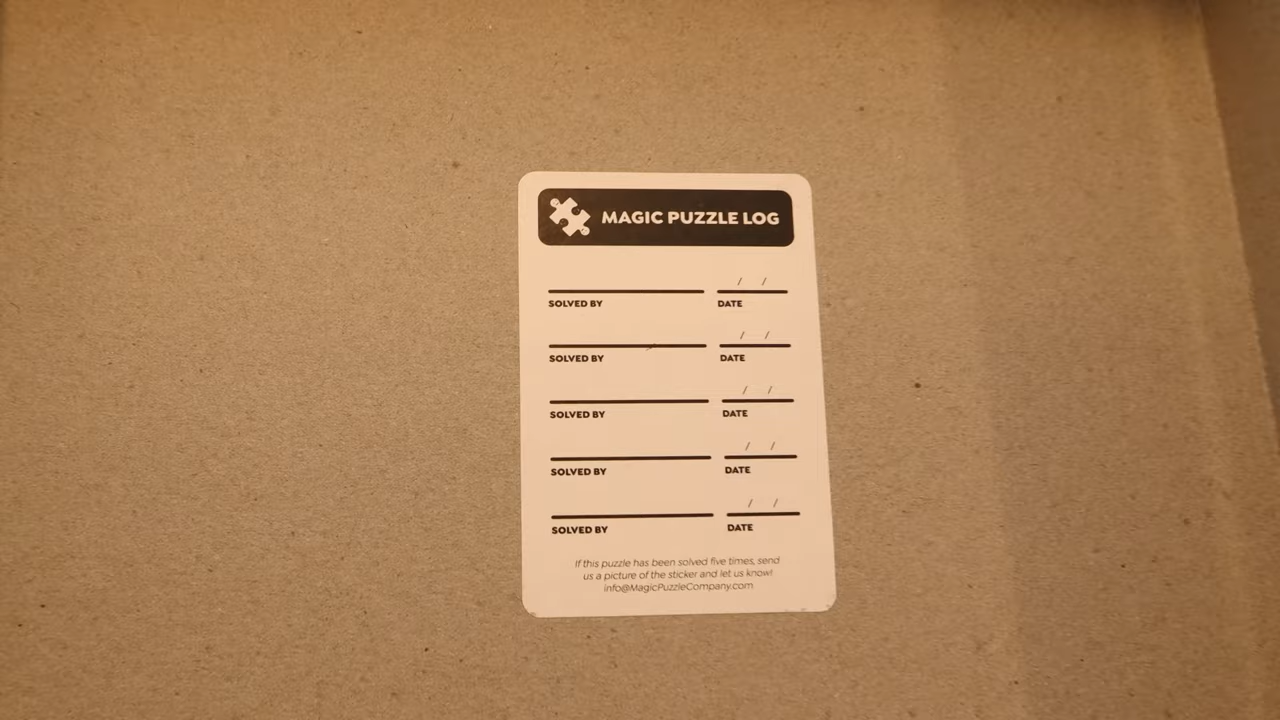 MAGIC PUZZLE LOG
/ /
SOLVED BY DATE
/ /
SOLVED BY DATE
/ /
SOLVED BY DATE
/ /
SOLVED BY DATE
/ /
SOLVED BY DATE
If this puzzle has been solved five times, send
us a picture of the sticker and let us know!
info@MagicPuzzleCompany.com